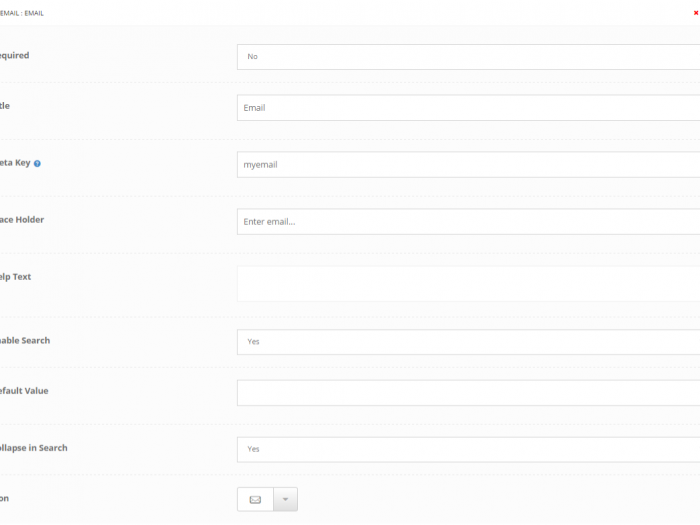 EMAIL : EMAIL
equired
No
tle
Email
eta Key
myemail
ace Holder
Enter email...
elp Text
able Search
Yes
efault Value
ollapse in Search
Yes
on